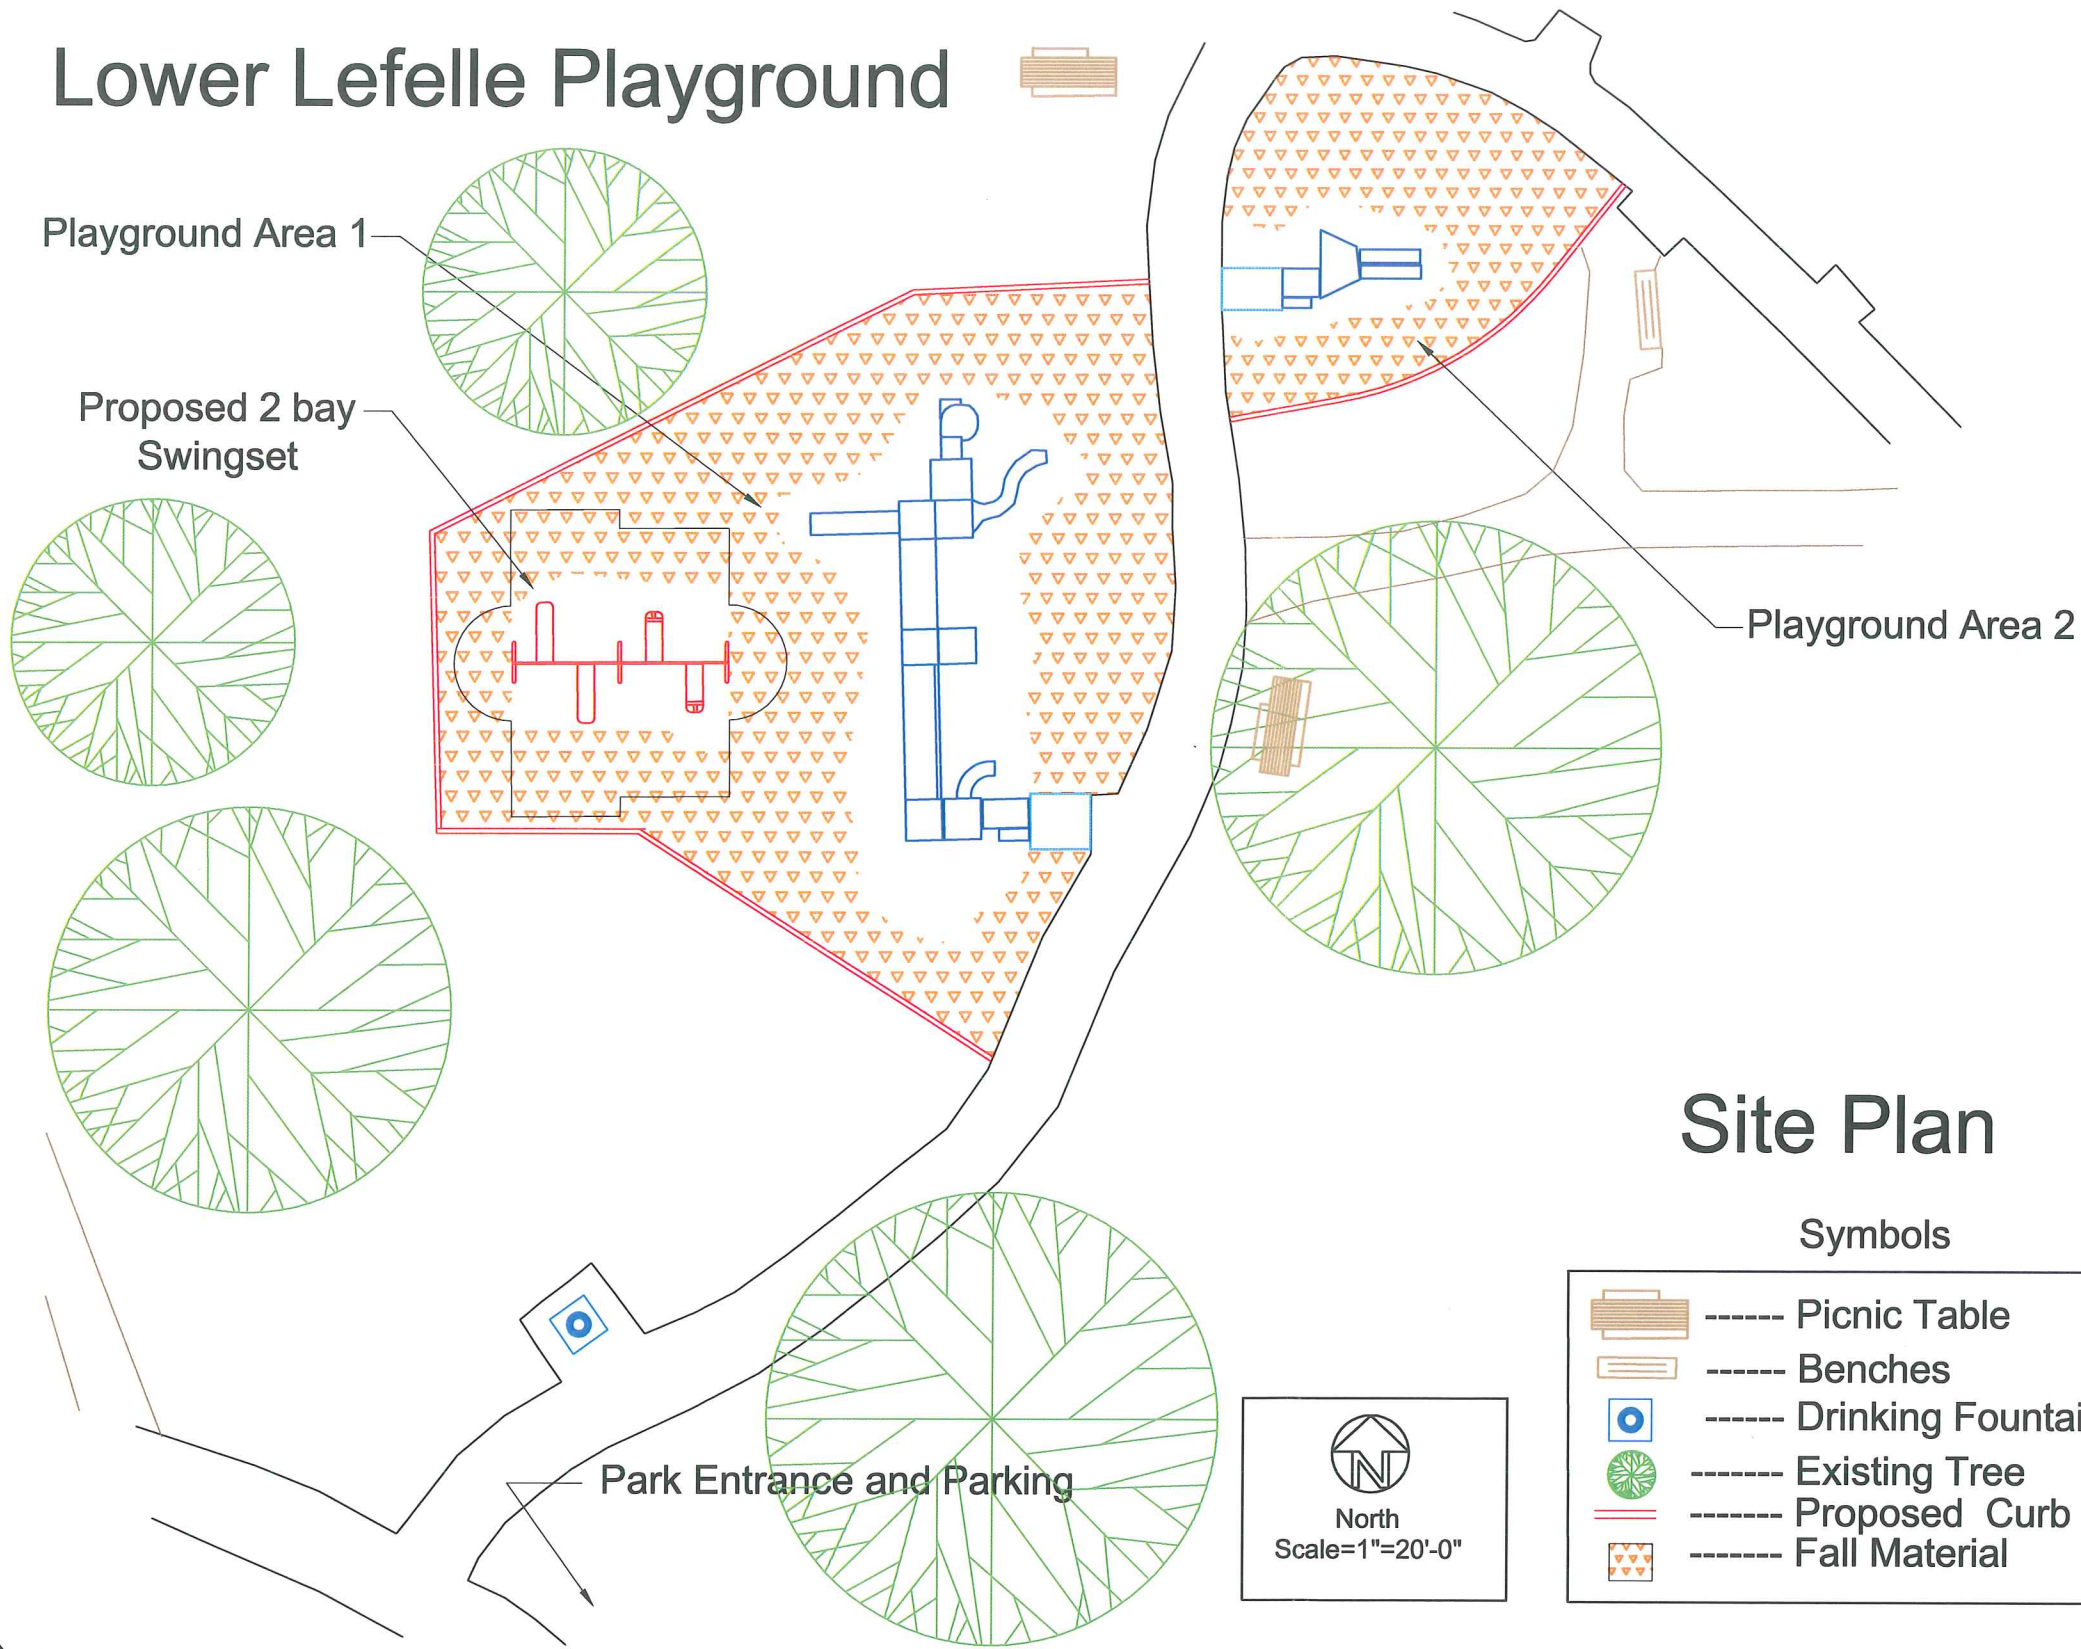 Lower Lefelle Playground
Playground Area 1
Proposed 2 bay
Swingset
Playground Area 2
Site Plan
Symbols
------ Picnic Table
------ Benches
------ Drinking Fountai
------- Existing Tree
------- Proposed Curb
------- Fall Material
Park Entrance and Parking
N
North
Scale=1"=20'-0"